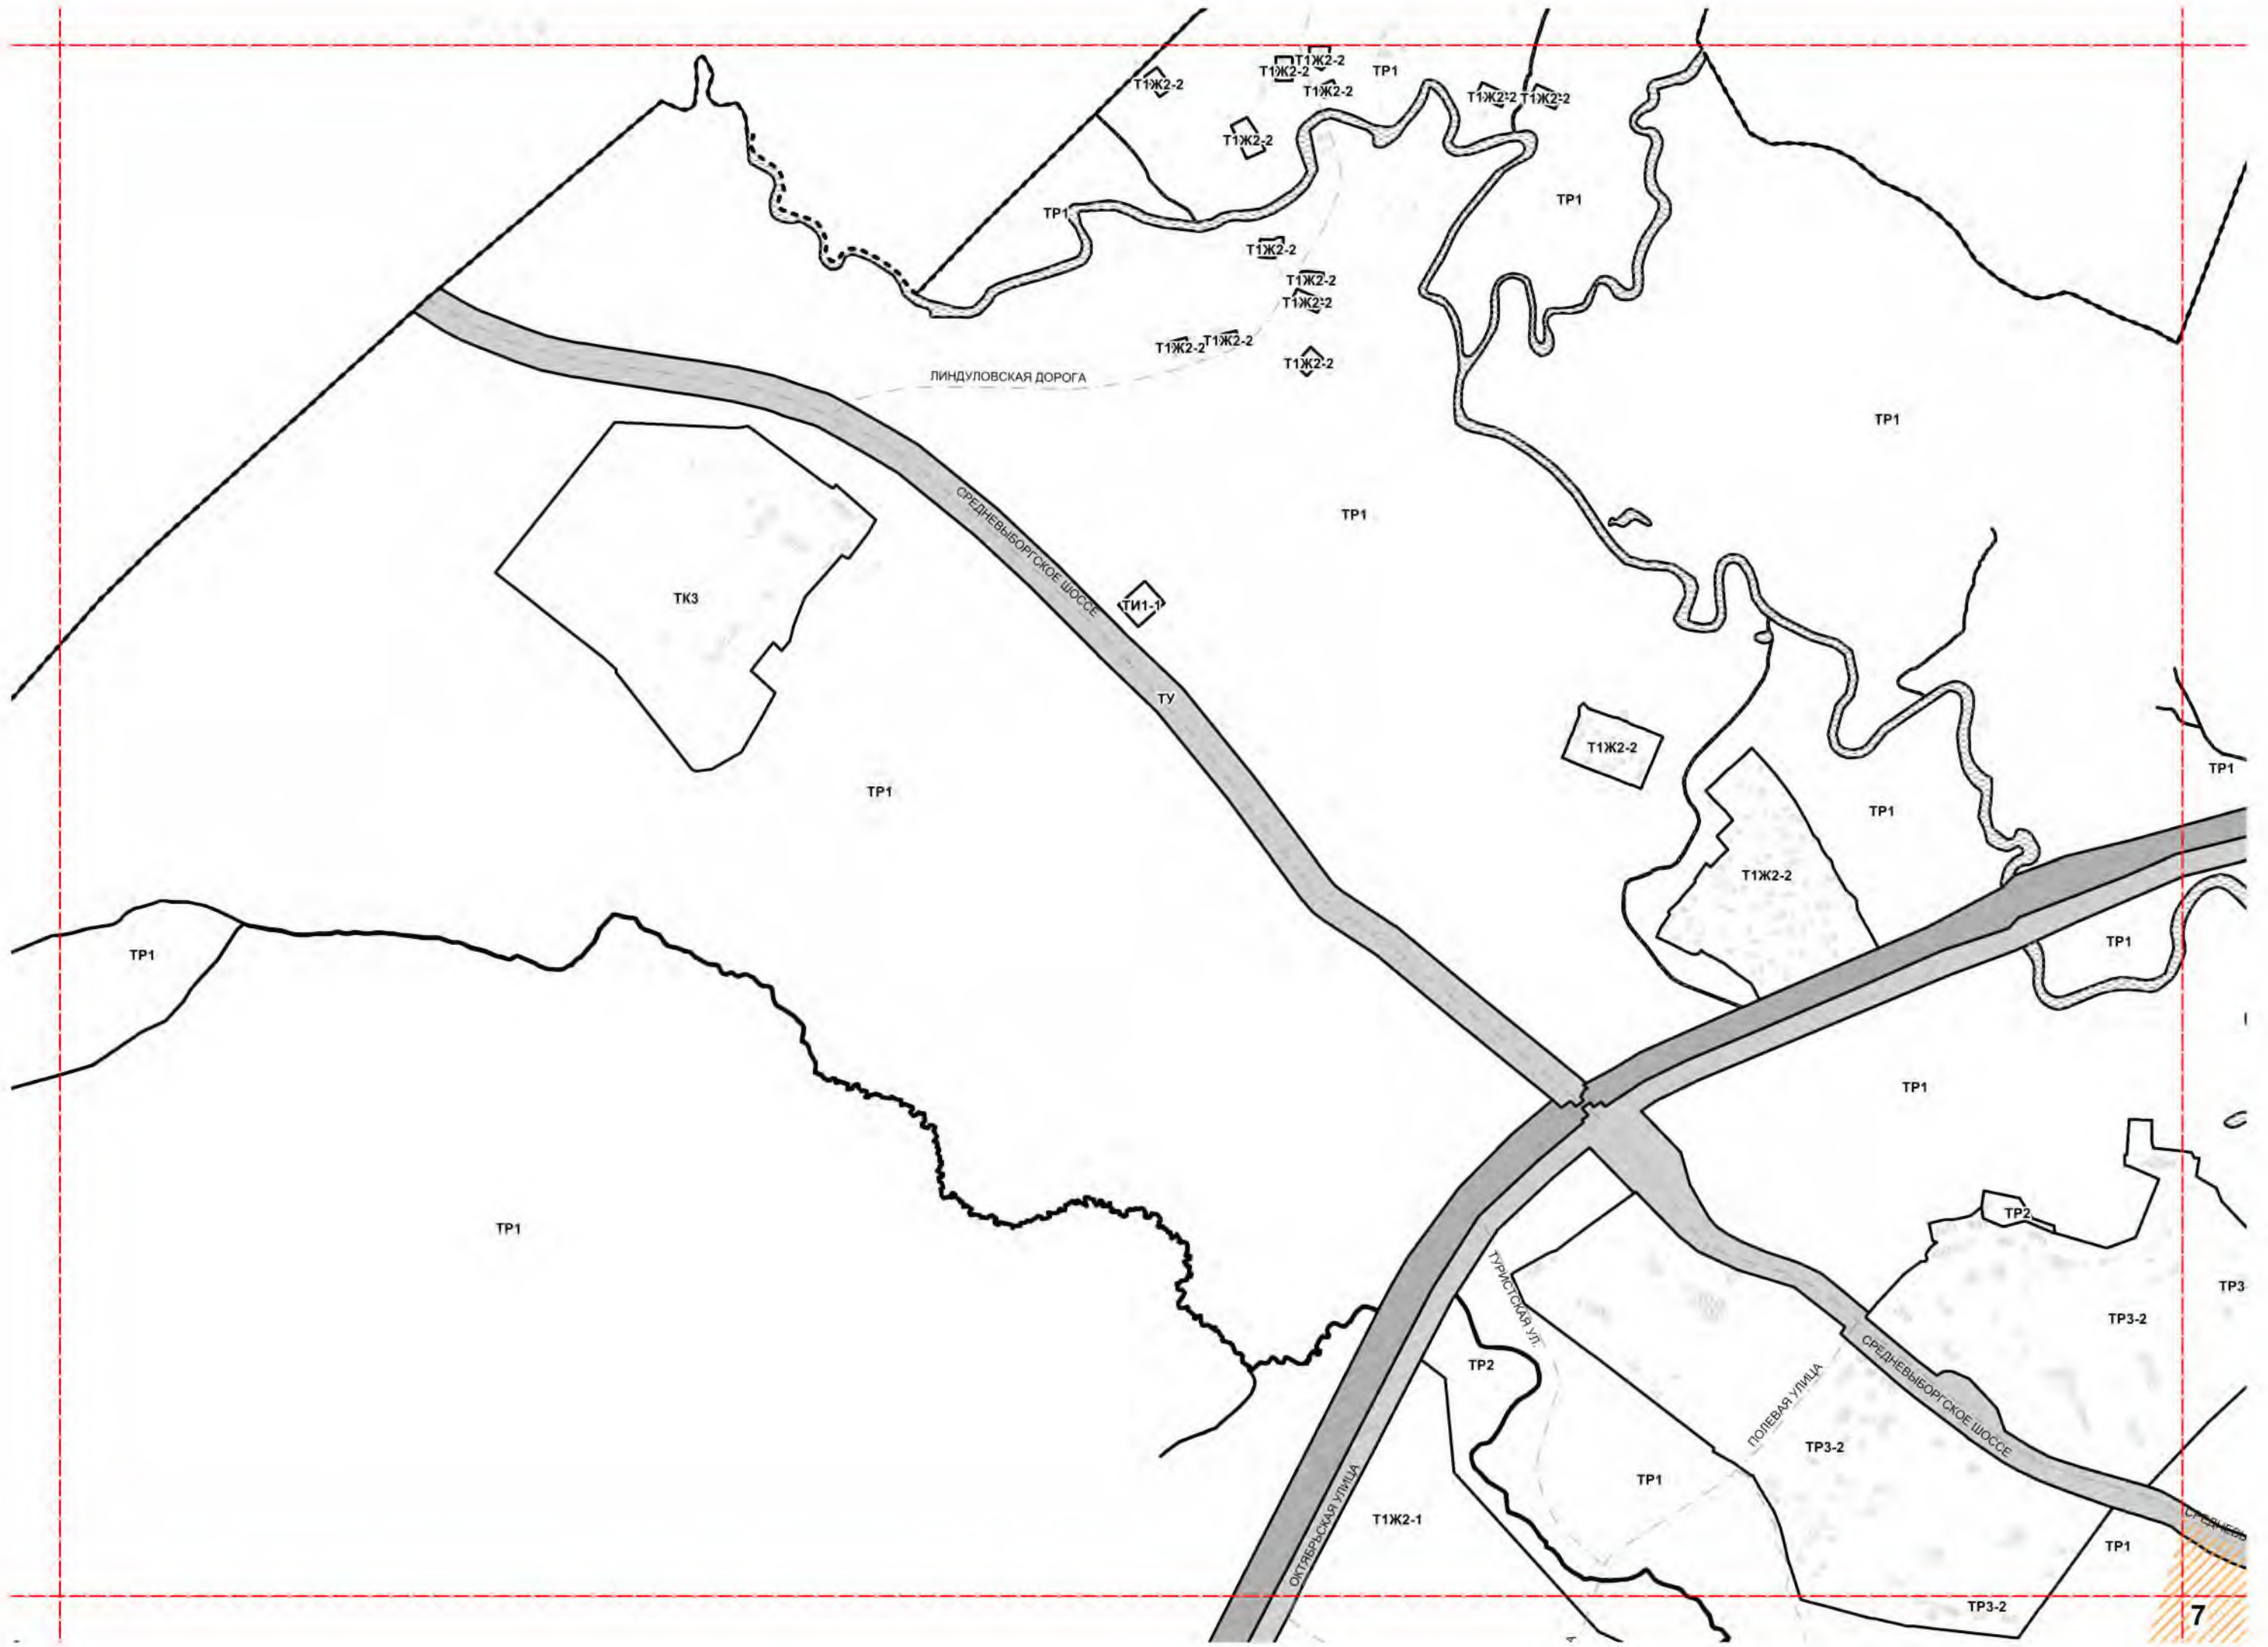 Т1Ж2-2
Т1Ж2-2
ТР1
Т1Ж2-2
Т1Ж2-2
Т1Ж2-2
Т1Ж2-2
Т1Ж2-2
ТР1
ТР1
Т1Ж2-2
Т1Ж2-2
Т1Ж2-2
Т1Ж2-2
Т1Ж2-2
Т1Ж2-2
ЛИНДУЛОВСКАЯ ДОРОГА
ТР1
ТР1
СРЕДНЕВЫБОРГСКОЕ ШОССЕ
ТК3
ТИ1-1
ТУ
Т1Ж2-2
ТР1
ТР1
ТР1
Т1Ж2-2
ТР1
ТР1
ТР1
ТР2
ТР1
ТУРИСТСКАЯ УЛ.
ТР3
ТР3-2
ТР2
СРЕДНЕВЫБОРГСКОЕ ШОССЕ
ПОЛЕВАЯ УЛИЦА
ТР3-2
ТР1
ОКТЯБРЬСКАЯ УЛИЦА
Т1Ж2-1
СРЕДНЕВЫ
ТР1
ТР3-2
7